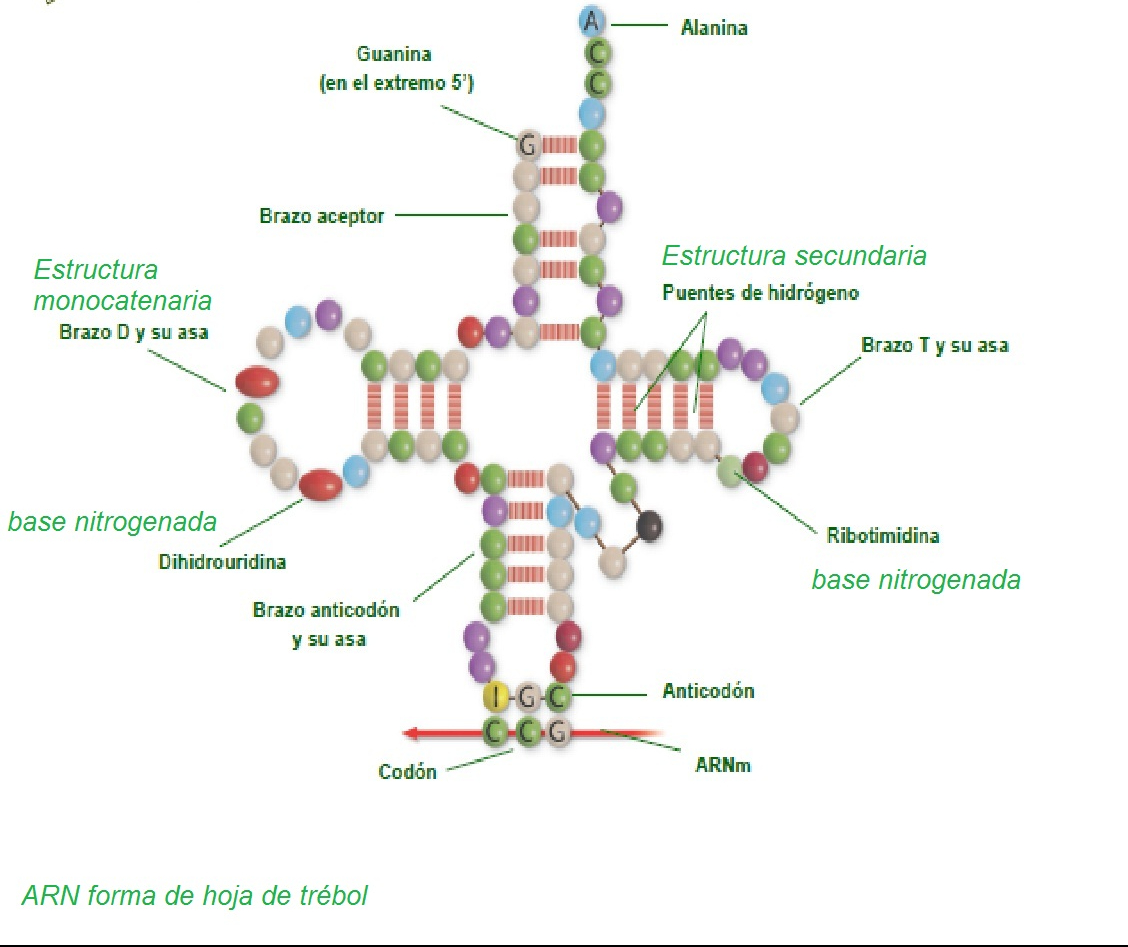 A
Alanina
C
C
Guanina
(en el extremo 5')
G
Brazo aceptor
Estructura
monocatenaria
Brazo D y su asa
Estructura secundaria
Puentes de hidrógeno
Brazo T y su asa
base nitrogenada
Dihidrouridina
Ribotimidina
base nitrogenada
Brazo anticodón
y su asa
I G C
Anticodón
C C G
Codón
ARNm
ARN forma de hoja de trébol